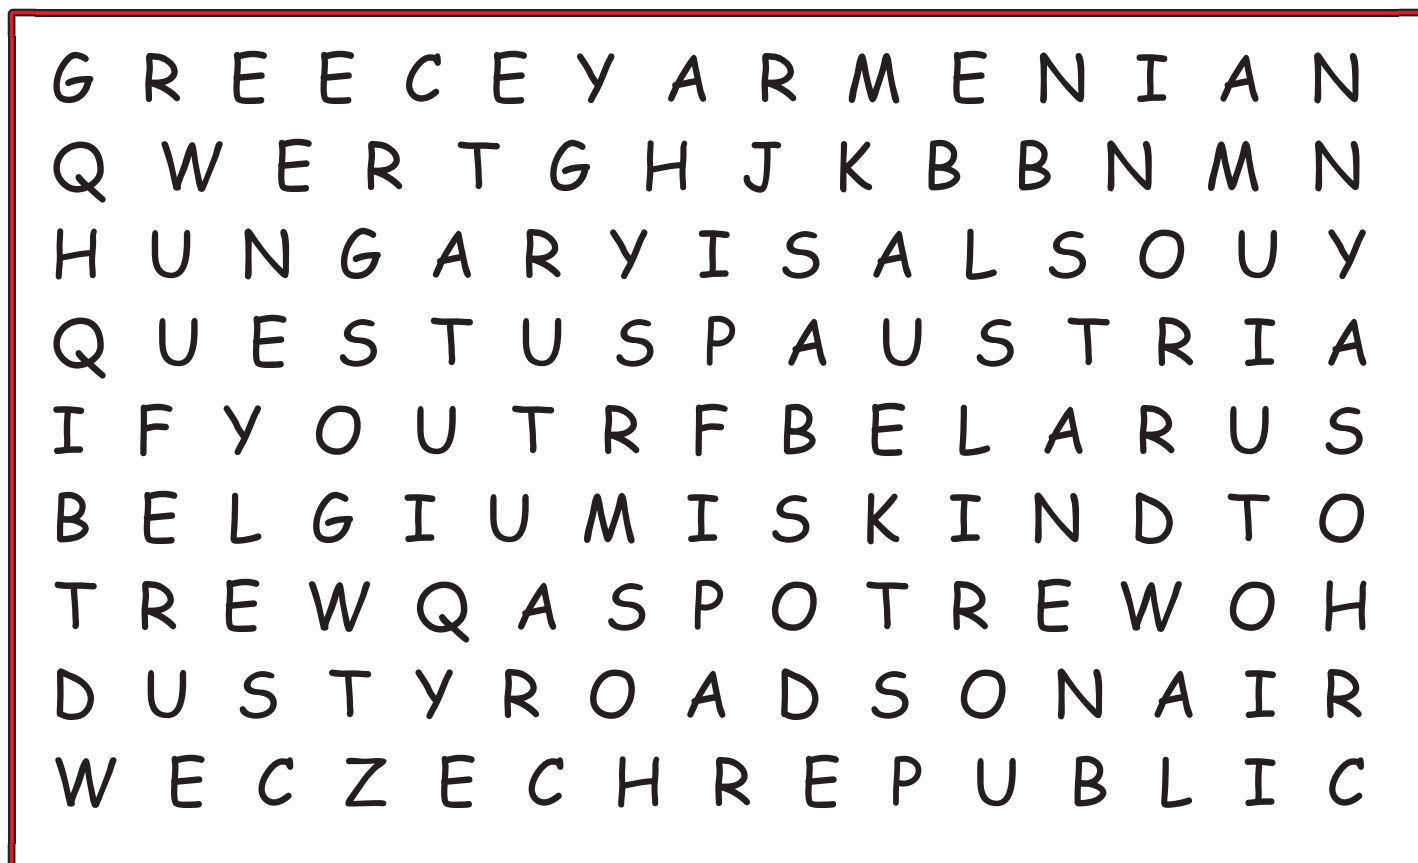 G R E E C E Y A R M E N I A N
Q W E R T G H J K B B N M N
H U N G A R Y I S A L S O U Y
Q U E S T U S P A U S T R I A
I F Y O U T R F B E L A R U S
B E L G I U M I S K I N D T O
T R E W Q A S P O T R E W O H
D U S T Y R O A D S O N A I R
W E C Z E C H R E P U B L I C